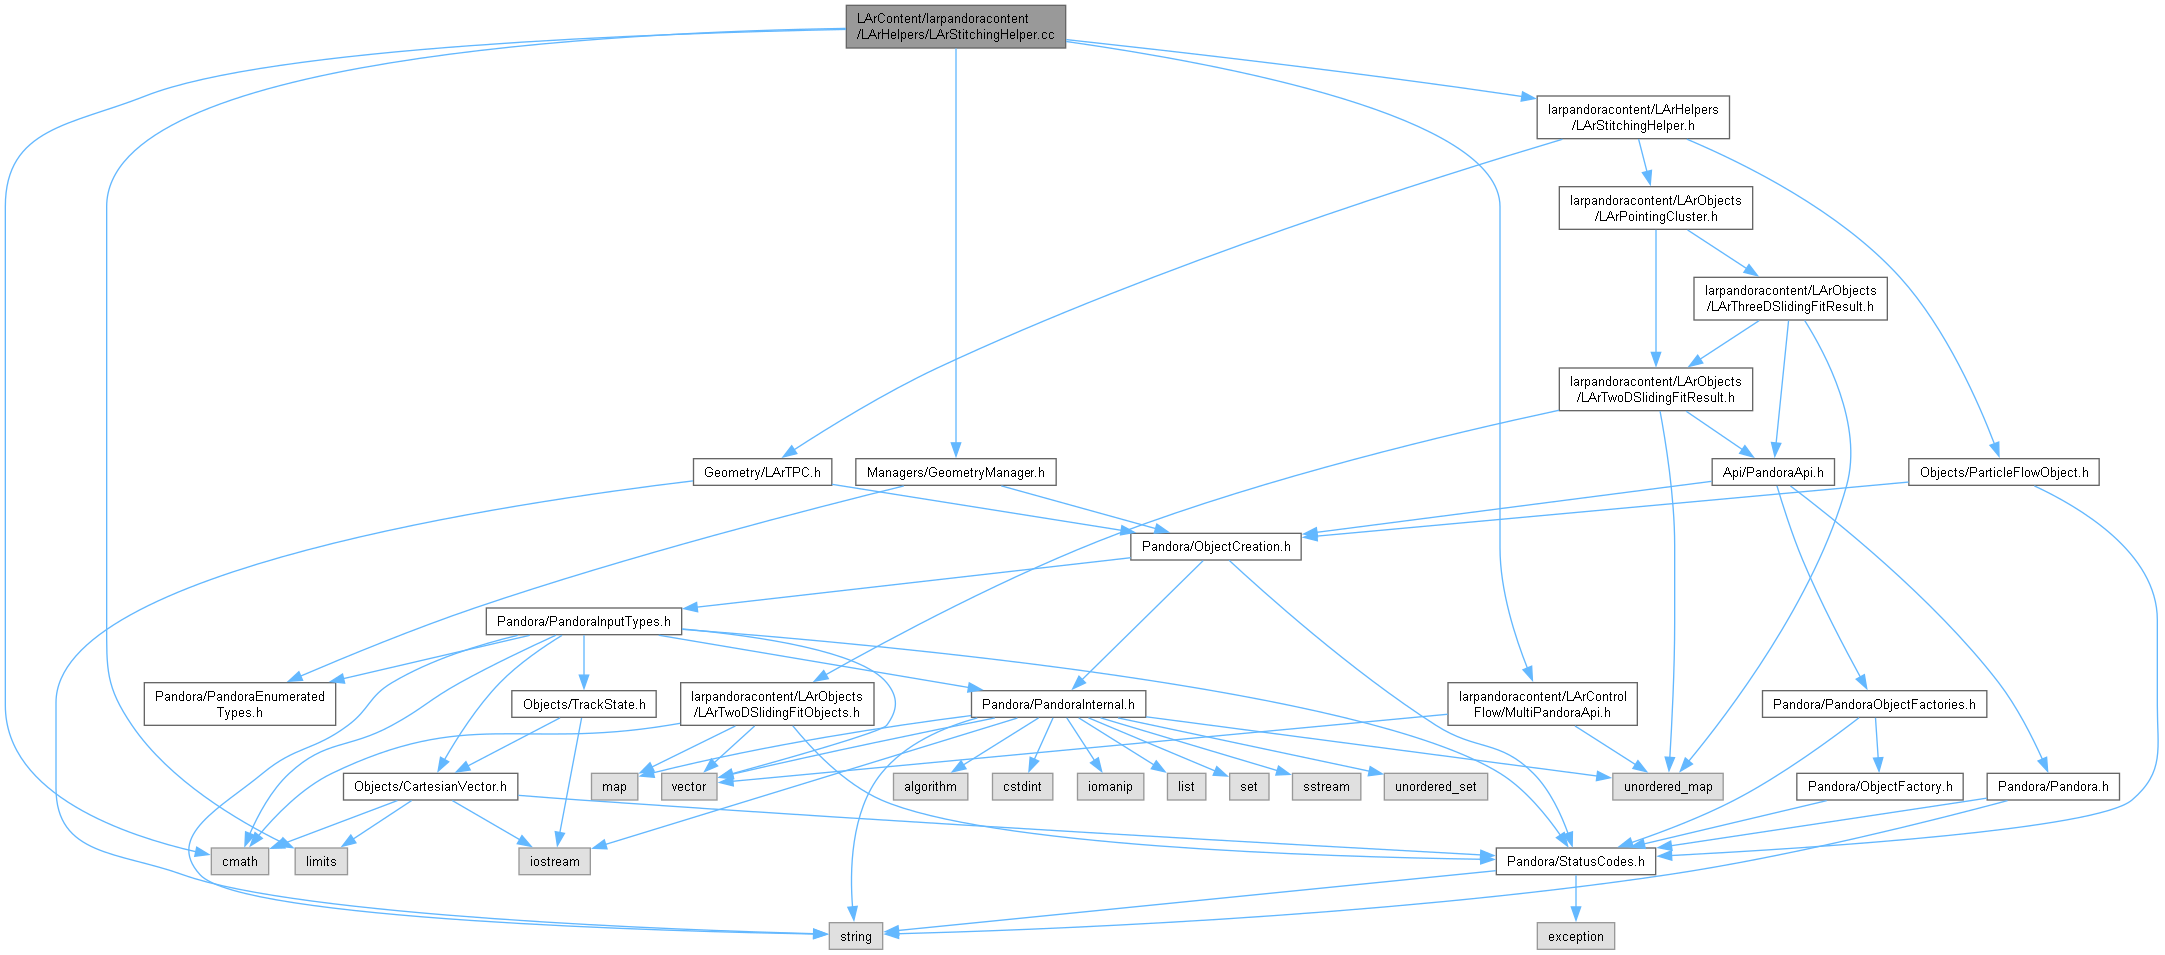 LArContent/larpandoracontent
/LArHelpers/LArStitchingHelper.cc
larpandoracontent/LArHelpers
/LArStitchingHelper.h
larpandoracontent/LArObjects
/LArPointingCluster.h
larpandoracontent/LArObjects
/LArThreeDSlidingFitResult.h
larpandoracontent/LArObjects
/LArTwoDSlidingFitResult.h
Geometry/LArTPC.h
Managers/GeometryManager.h
Api/PandoraApi.h
Objects/ParticleFlowObject.h
Pandora/ObjectCreation.h
Pandora/PandoraInputTypes.h
Pandora/PandoraEnumerated
Types.h
Objects/TrackState.h
larpandoracontent/LArObjects
/LArTwoDSlidingFitObjects.h
Pandora/PandoraInternal.h
larpandoracontent/LArControl
Flow/MultiPandoraApi.h
Pandora/PandoraObjectFactories.h
Objects/CartesianVector.h
map
vector
algorithm
cstdint
iomanip
list
set
sstream
unordered_set
unordered_map
Pandora/ObjectFactory.h
Pandora/Pandora.h
cmath
limits
iostream
Pandora/StatusCodes.h
string
exception